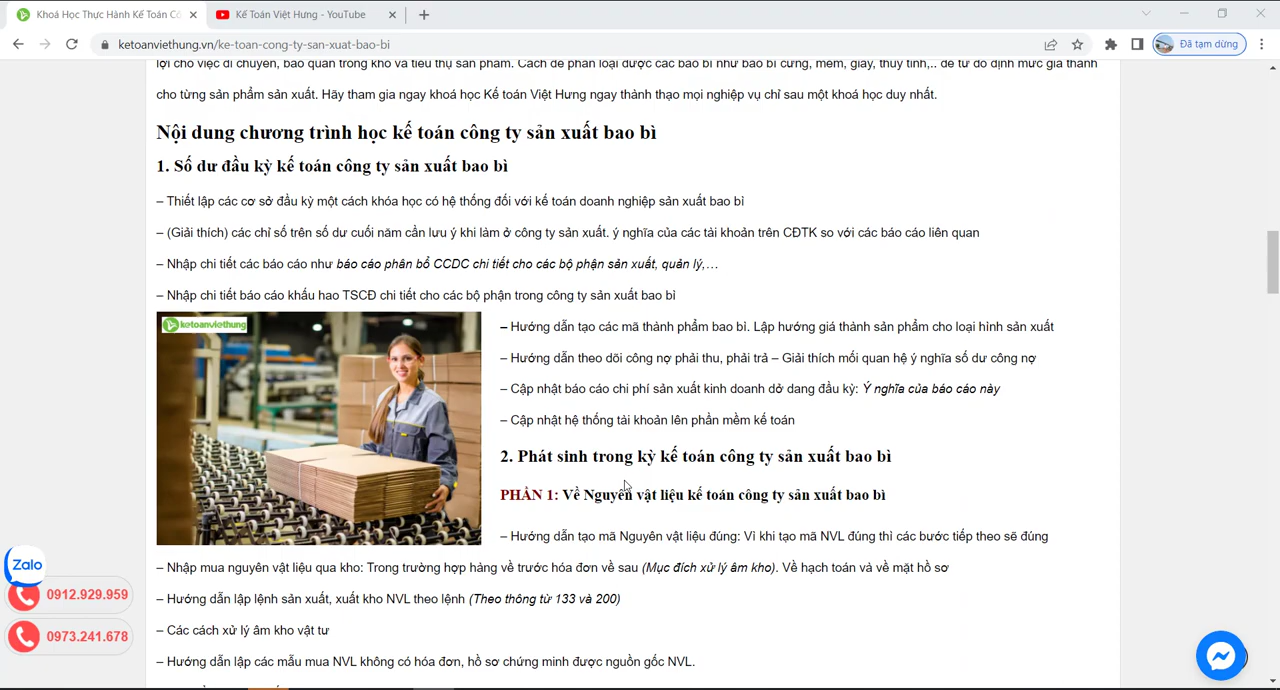 Khoá Học Thực Hành Kế Toán Cô
Kế Toán Việt Hưng - YouTube
ketoanviethung.vn/ke-toan-cong-ty-san-xuat-bao-bi
Đã tạm dừng
lợi cho việc di chuyển, bảo quản trong kho và tiêu thụ sản phẩm. Cách để phân loại được các bao bì như bao bì cứng, mềm, giấy, thuỷ tinh,.. để từ đó định mức giá thành
cho từng sản phẩm sản xuất. Hãy tham gia ngay khoá học Kế toán Việt Hưng ngay thành thạo mọi nghiệp vụ chỉ sau một khoá học duy nhất.
Nội dung chương trình học kế toán công ty sản xuất bao bì
1. Số dư đầu kỳ kế toán công ty sản xuất bao bì
– Thiết lập các cơ sở đầu kỳ một cách khóa học có hệ thống đối với kế toán doanh nghiệp sản xuất bao bì
– (Giải thích) các chỉ số trên số dư cuối năm cần lưu ý khi làm ở công ty sản xuất. ý nghĩa của các tài khoản trên CĐTK so với các báo cáo liên quan
– Nhập chi tiết các báo cáo như báo cáo phân bổ CCDC chi tiết cho các bộ phận sản xuất, quản lý,…
– Nhập chi tiết báo cáo khấu hao TSCĐ chi tiết cho các bộ phận trong công ty sản xuất bao bì
ketoanviethung
– Hướng dẫn tạo các mã thành phẩm bao bì. Lập hướng giá thành sản phẩm cho loại hình sản xuất
– Hướng dẫn theo dõi công nợ phải thu, phải trả – Giải thích mối quan hệ ý nghĩa số dư công nợ
– Cập nhật báo cáo chi phí sản xuất kinh doanh dở dang đầu kỳ: Ý nghĩa của báo cáo này
– Cập nhật hệ thống tài khoản lên phần mềm kế toán
2. Phát sinh trong kỳ kế toán công ty sản xuất bao bì
PHẦN 1: Về Nguyên vật liệu kế toán công ty sản xuất bao bì
– Hướng dẫn tạo mã Nguyên vật liệu đúng: Vì khi tạo mã NVL đúng thì các bước tiếp theo sẽ đúng
– Nhập mua nguyên vật liệu qua kho: Trong trường hợp hàng về trước hóa đơn về sau (Mục đích xử lý âm kho). Về hạch toán và về mặt hồ sơ
– Hướng dẫn lập lệnh sản xuất, xuất kho NVL theo lệnh (Theo thông tư 133 và 200)
– Các cách xử lý âm kho vật tư
– Hướng dẫn lập các mẫu mua NVL không có hóa đơn, hồ sơ chứng minh được nguồn gốc NVL.
Zalo
0912.929.959
0973.241.678